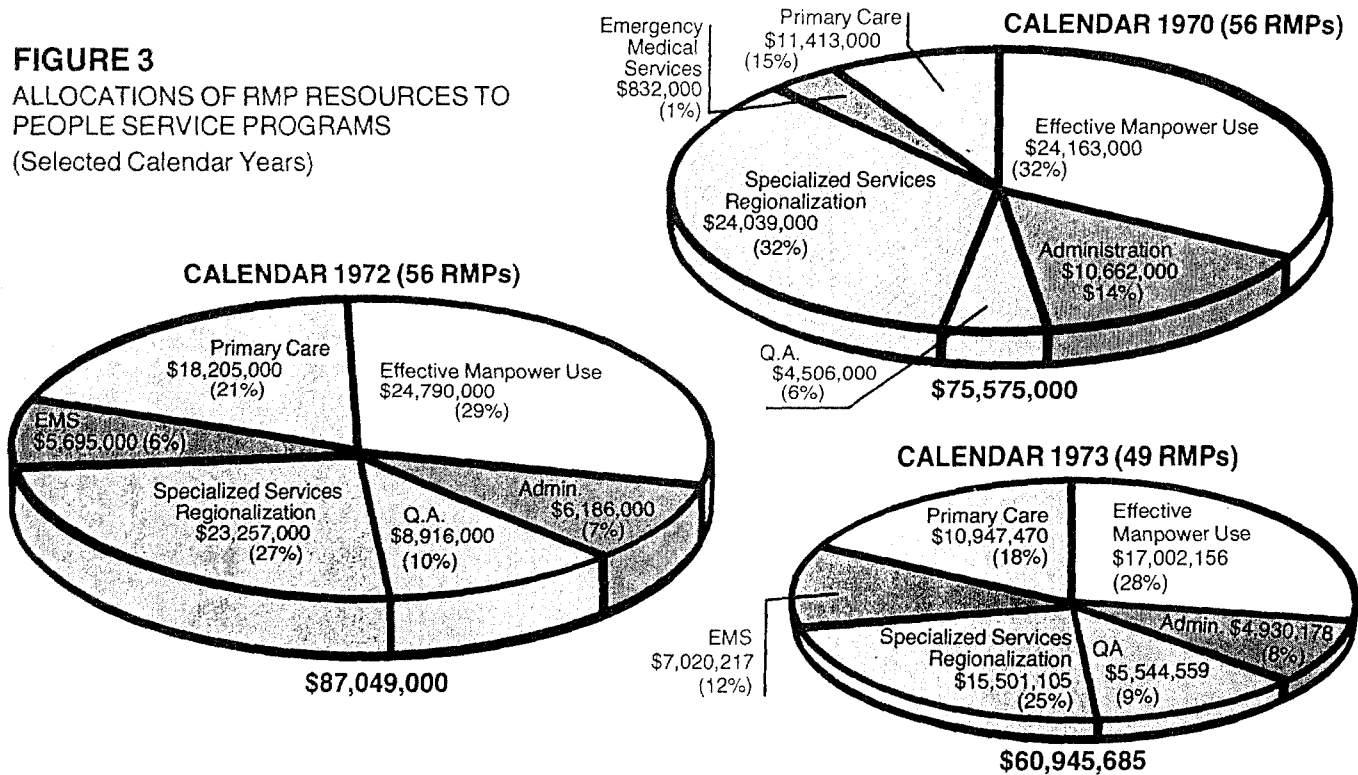 FIGURE 3
ALLOCATIONS OF RMP RESOURCES TO
PEOPLE SERVICE PROGRAMS
(Selected Calendar Years)
CALENDAR 1970 (56 RMPs)
Emergency
Medical
Services
$832,000
(1%)
Primary Care
$11,413,000
(15%)
Effective Manpower Use
$24,163,000
(32%)
Specialized Services
Regionalization
$24,039,000
(32%)
Administration
$10,662,000
$14%)
Q.A.
$4,506,000
(6%)
$75,575,000
CALENDAR 1972 (56 RMPs)
Primary Care
$18,205,000
(21%)
Effective Manpower Use
$24,790,000
(29%)
EMS
$5,695,000 (6%)
Specialized Services
Regionalization
$23,257,000
(27%)
Q.A.
$8,916,000
(10%)
Admin.
$6,186,000
(7%)
$87,049,000
CALENDAR 1973 (49 RMPs)
Primary Care
$10,947,470
(18%)
Effective
Manpower Use
$17,002,156
(28%)
EMS
$7,020,217
(12%)
Specialized Services
Regionalization
$15,501,105
(25%)
QA
$5,544,559
(9%)
Admin. $4,930,178
(8%)
$60,945,685